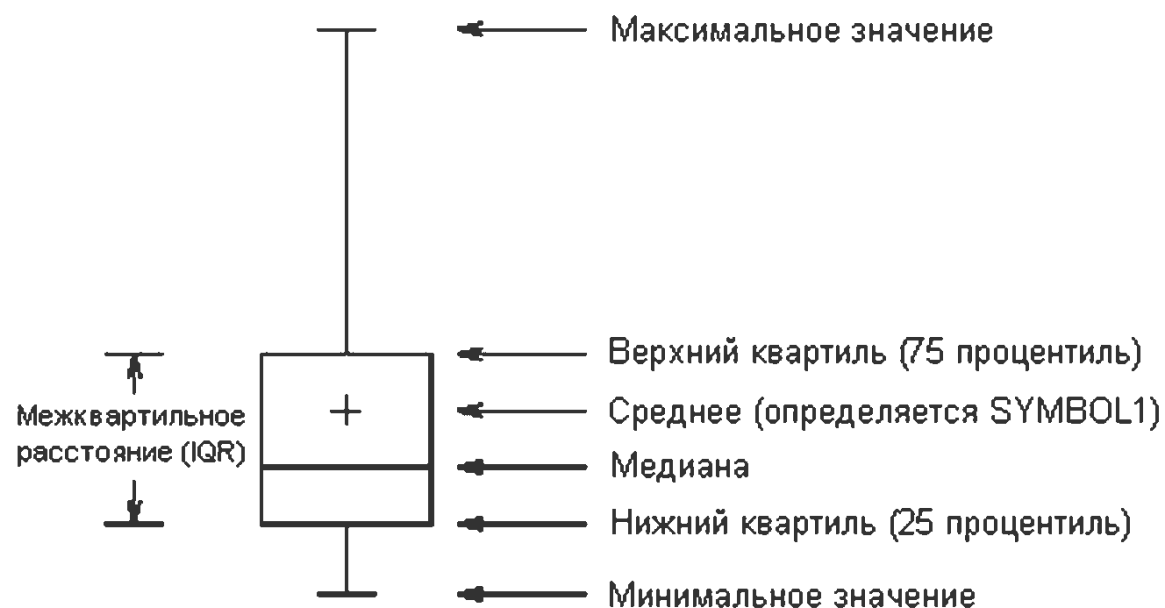 Максимальное значение
Верхний квартиль (75 процентиль)
Межквартильное
расстояние (IQR)
Среднее (определяется SYMBOL1)
Медиана
Нижний квартиль (25 процентиль)
Минимальное значение